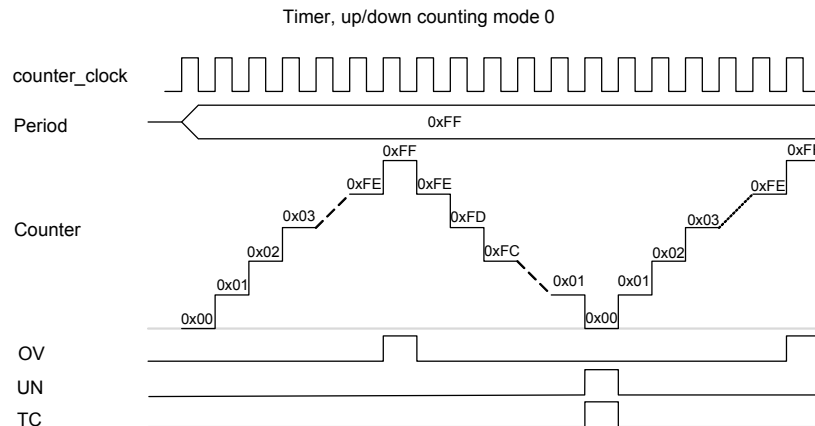 Timer, up/down counting mode 0
counter_clock
Period
0xFF
0xFF
0xFE
0xFE
0xFE
0x03
0xFD
0x03
Counter
0x02
0xFC
0x02
0x01
0x01
0x01
0x00
0x00
OV
UN
TC